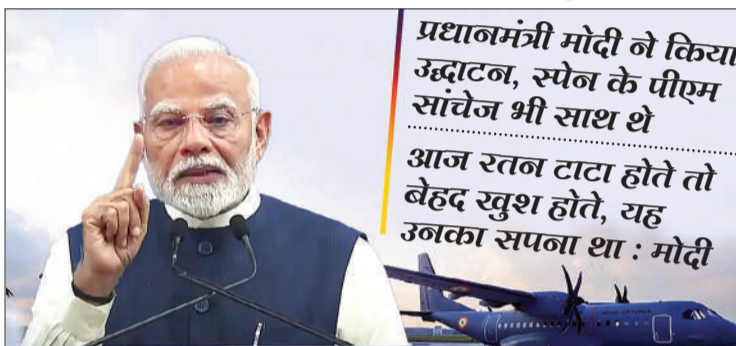 प्रधानमंत्री मोदी ने किया
उद्घाटन, स्पेन के पीएम
सांचेज भी साथ थे
आज रतन टाटा होते तो
बेहद खुश होते, यह
उनका सपना था : मोदी